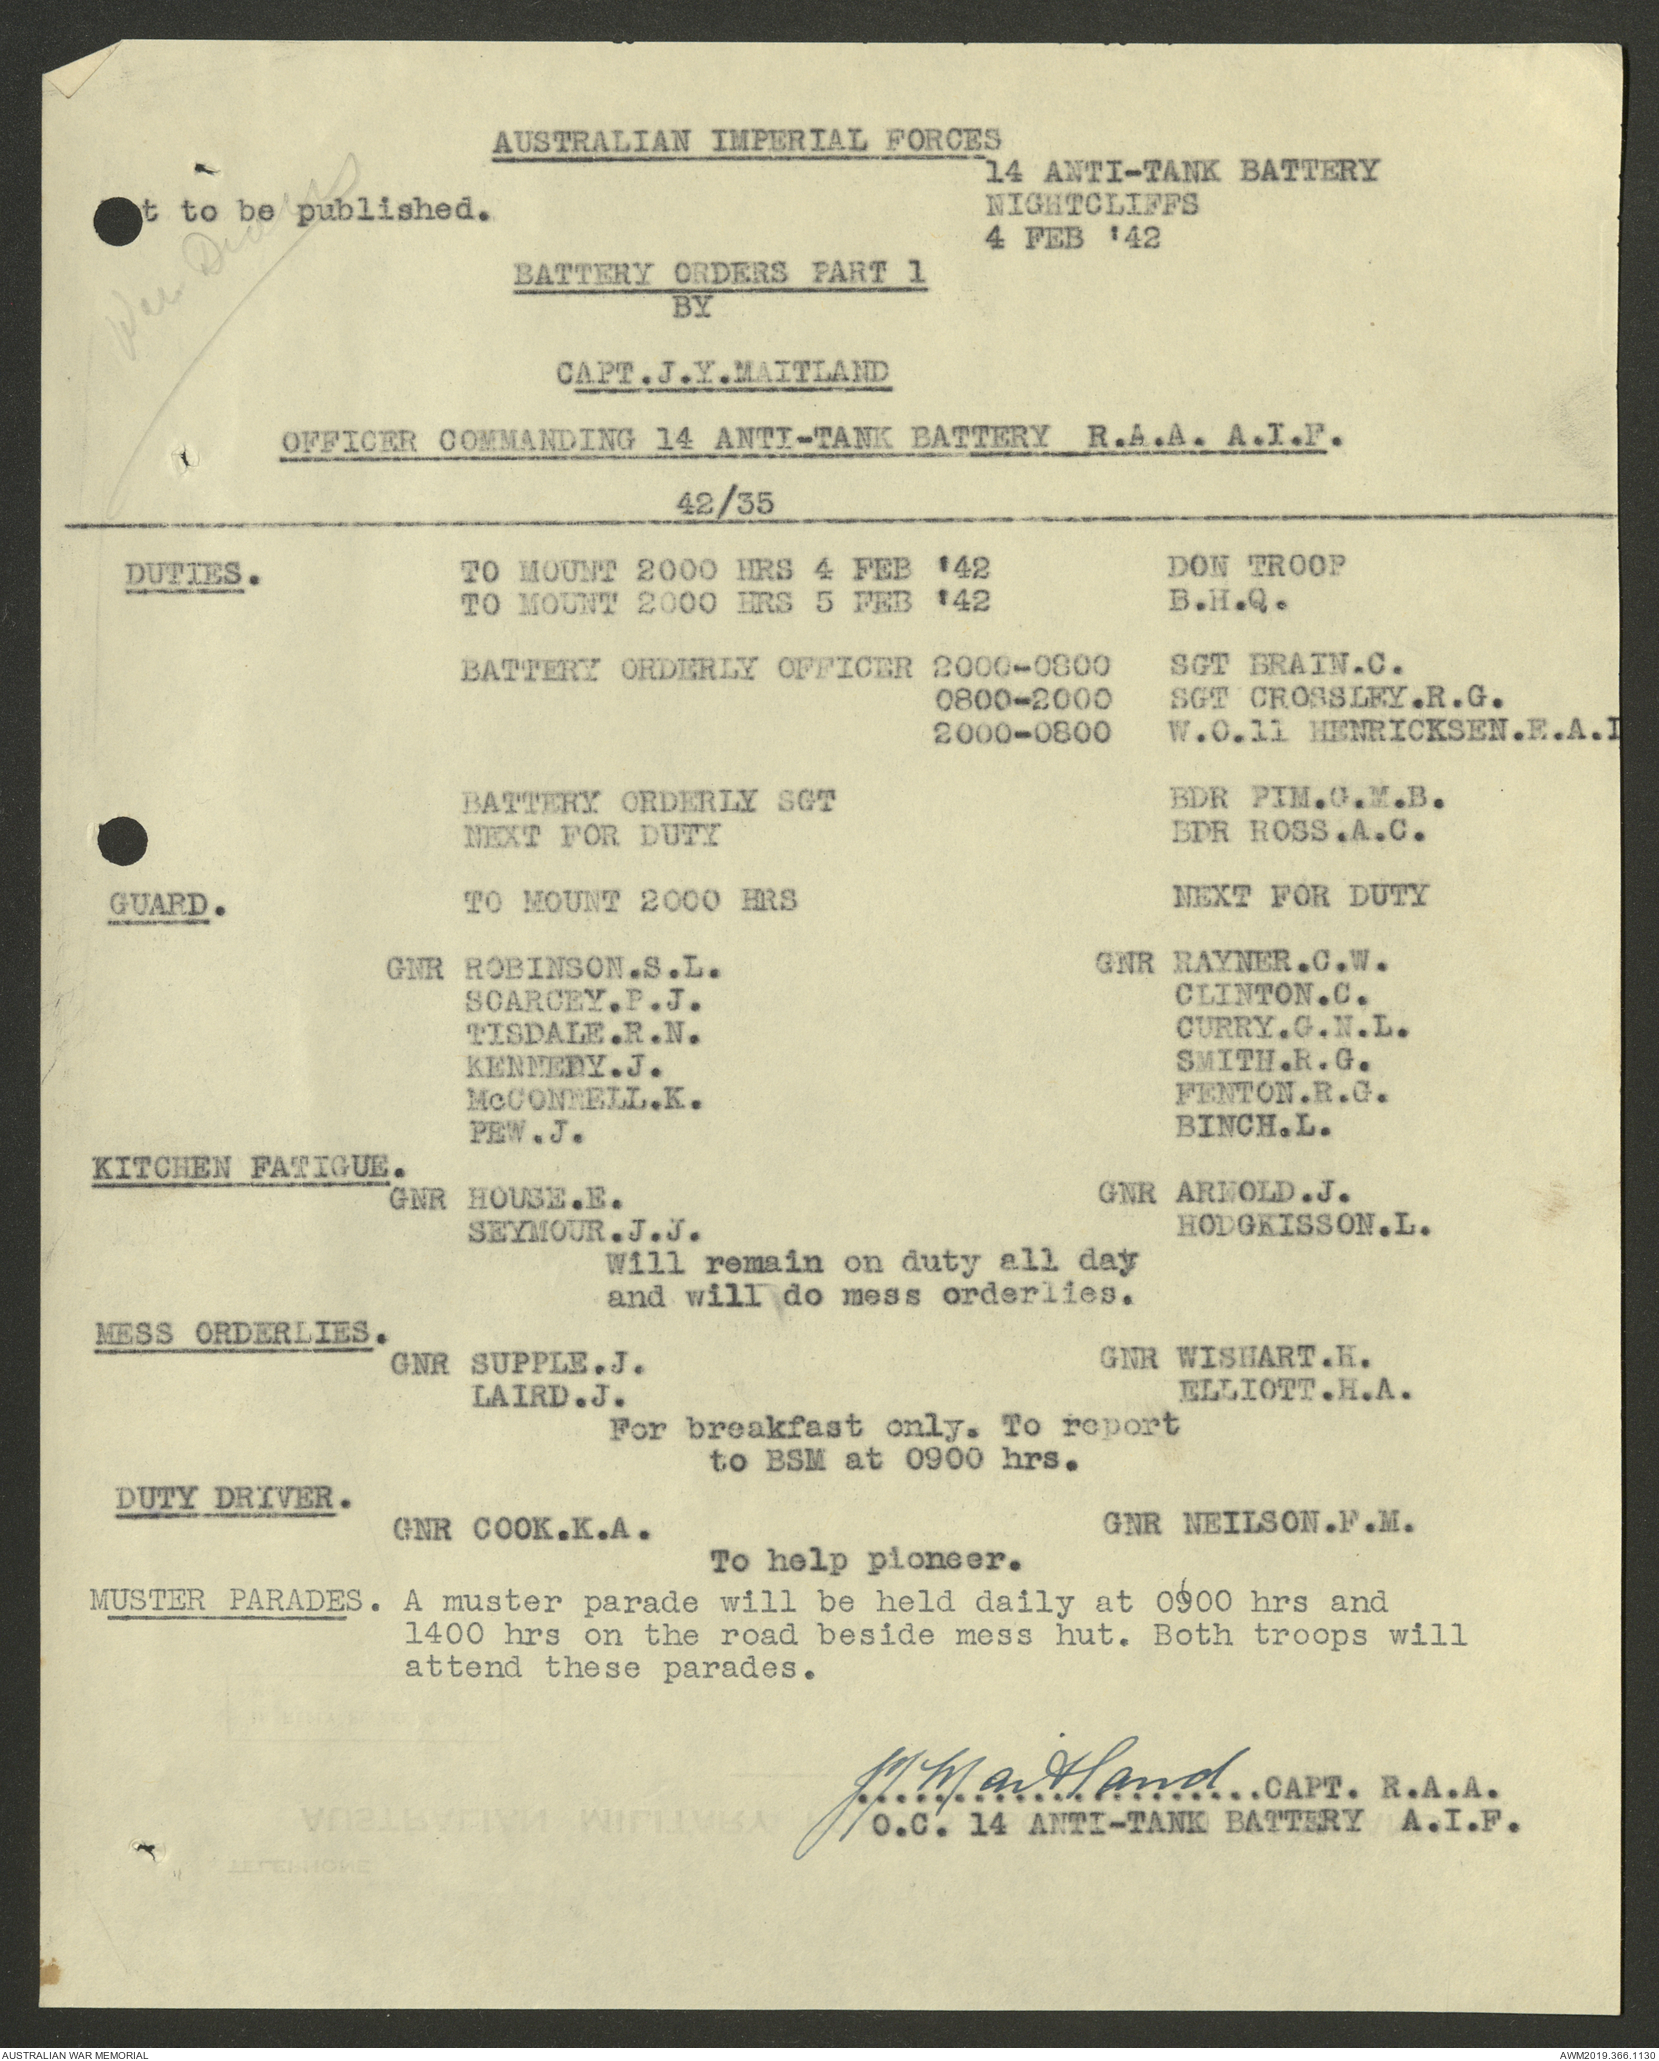 AUSTRALIAN IMPERIAL FORCES
14 ANTI-TANK BATTERY
t to be published. NIGHTCLIFFS
4 FEB '42
War Diary
BATTERY ORDERS PART 1
BY
CAPT.J.Y.MAITLAND
OFFICER COMMANDING 14 ANTI-TANK BATTERY R.A.A. A.I.F.
42/35
DUTIES. TO MOUNT 2000 HRS 4 FEB '42 DON TROOP
TO MOUNT 2000 HRS 5 FEB '42 B.H.Q.
BATTERY ORDERLY OFFICER 2000-0800 SGT BRAIN.C.
0800-2000 SGT CROSSLEY.R.G.
2000-0800 W.O.11 HENRICKSEN.E.A.I
BATTERY ORDERLY SGT BDR PIM.G.M.B.
NEXT FOR DUTY BDR ROSS.A.C.
GUARD. TO MOUNT 2000 HRS NEXT FOR DUTY
GNR ROBINSON.S.L. GNR RAYNER.C.W.
SCARCEY.P.J. CLINTON.C.
TISDALE.R.N. CURRY.G.N.L.
KENNEDY.J. SMITH.R.G.
McCONNELL.K. FENTON.R.G.
PEW.J. BINCH.L.
KITCHEN FATIGUE.
GNR HOUSE.E. GNR ARNOLD.J.
SEYMOUR.J.J. HODGKISSON.L.
Will remain on duty all day
and will do mess orderlies.
MESS ORDERLIES.
GNR SUPPLE.J. GNR WISHART.H.
LAIRD.J. ELLIOTT.H.A.
For breakfast only. To report
to BSM at 0900 hrs.
DUTY DRIVER.
GNR COOK.K.A. GNR NEILSON.F.M.
To help pioneer.
MUSTER PARADES. A muster parade will be held daily at 0900 hrs and
1400 hrs on the road beside mess hut. Both troops will
attend these parades.
JYMaitland .....................CAPT. R.A.A.
O.C. 14 ANTI-TANK BATTERY A.I.F.
AUSTRALIAN MILITARY
TELEPHONE
AUSTRALIAN WAR MEMORIAL AWM2019.366.1130